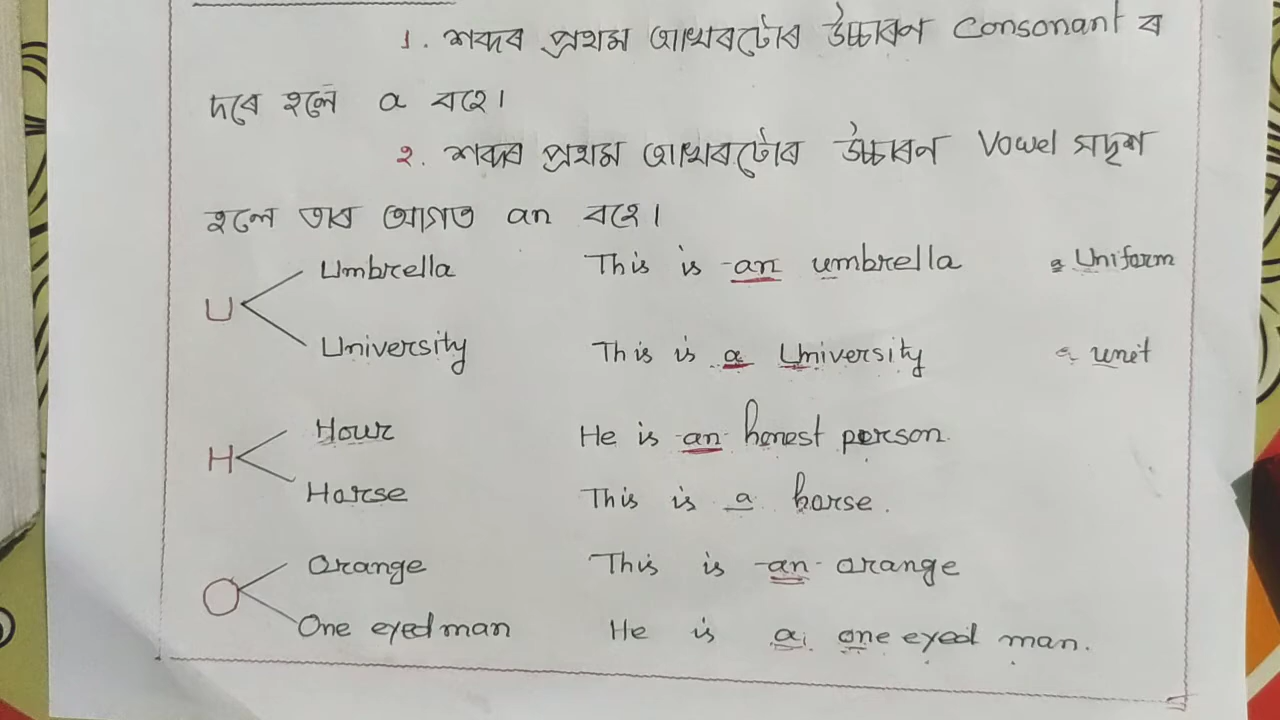 ১. শব্দৰ প্ৰথম আখৰটোৰ উচ্চাৰণ Consonant ৰ
দৰে হলে a বহে।
২. শব্দৰ প্ৰথম আখৰটোৰ উচ্চাৰণ Vowel সদৃশ
হলে তাৰ আগত an বহে।
Umbrella This is an umbrella a Uniform
U
University This is a University a unit
Hour He is an honest person.
H
Horse This is a horse.
Orange This is an orange
O
One eyed man He is a one eyed man.